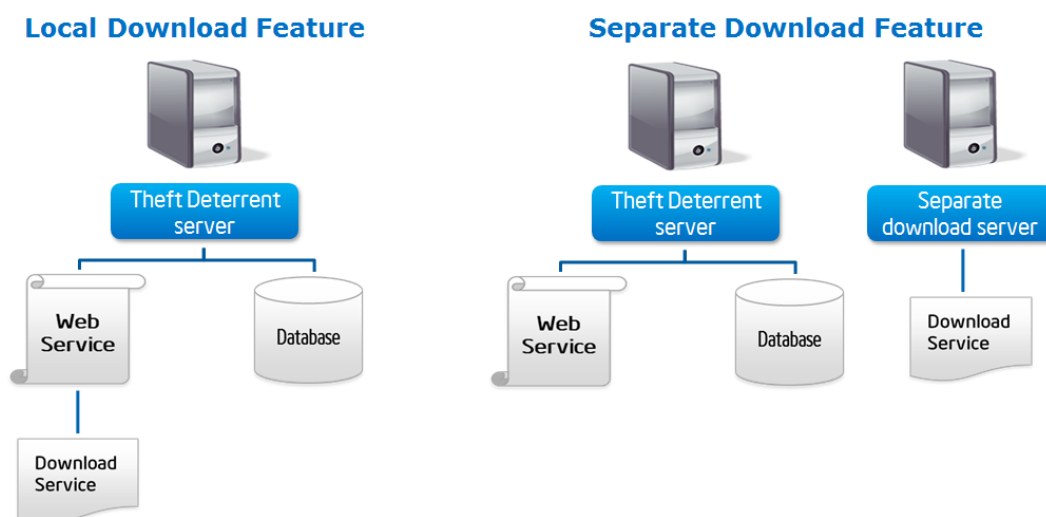 Local Download Feature
Theft Deterrent
server
Web
Service
Database
Download
Service
Separate Download Feature
Theft Deterrent
server
Separate
download server
Web
Service
Database
Download
Service